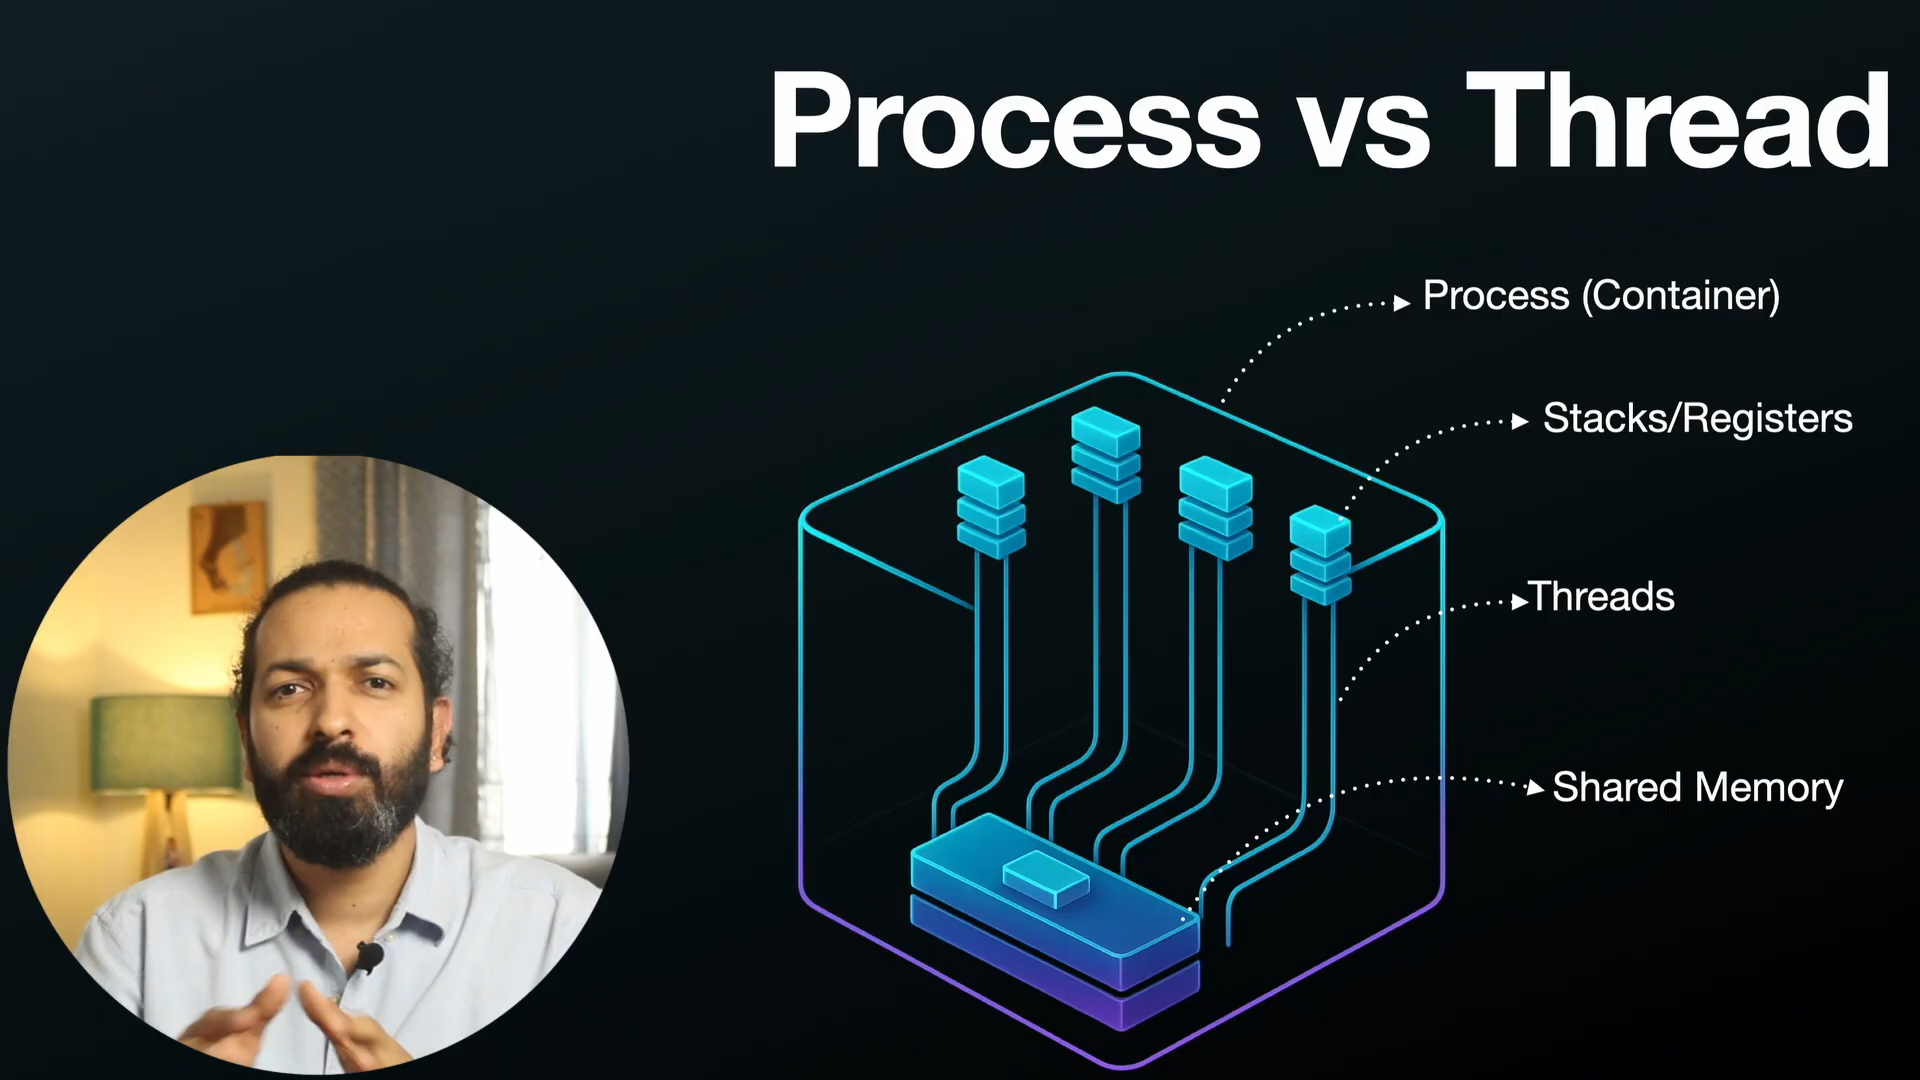 Process vs Thread
Process (Container)
Stacks/Registers
Threads
Shared Memory